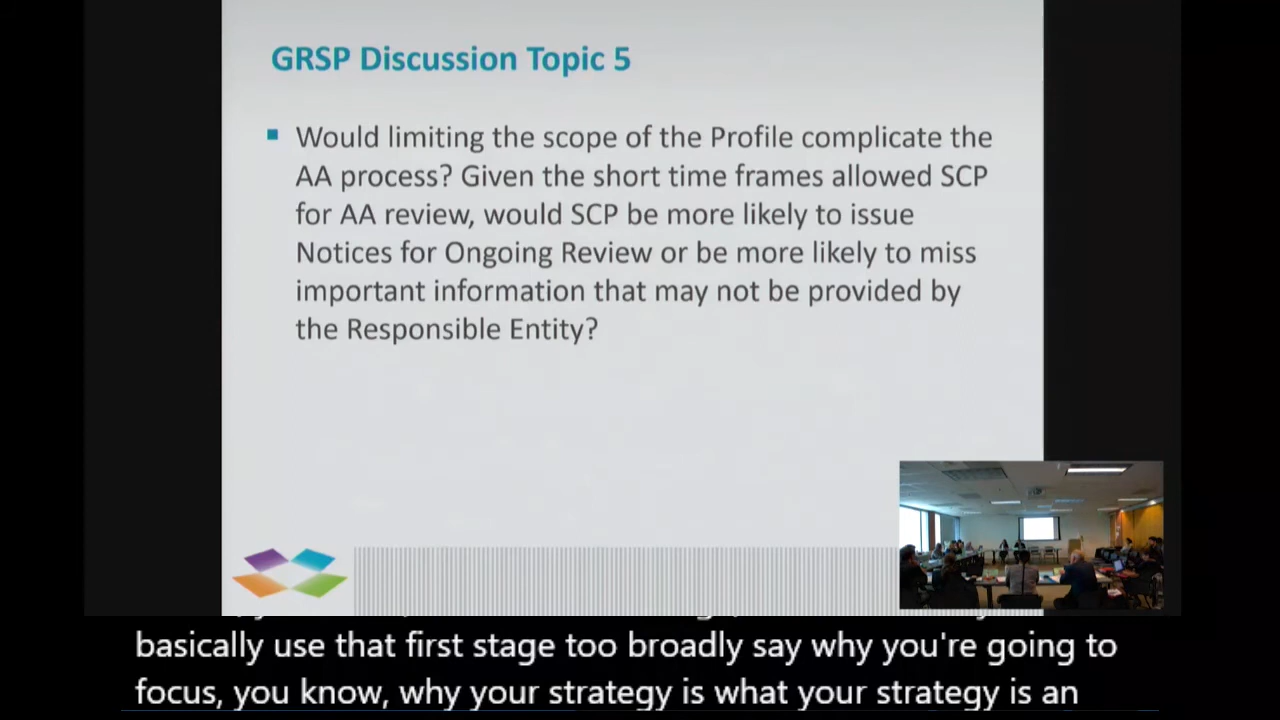 GRSP Discussion Topic 5
Would limiting the scope of the Profile complicate the
AA process? Given the short time frames allowed SCP
for AA review, would SCP be more likely to issue
Notices for Ongoing Review or be more likely to miss
important information that may not be provided by
the Responsible Entity?
basically use that first stage too broadly say why you're going to
focus, you know, why your strategy is what your strategy is an